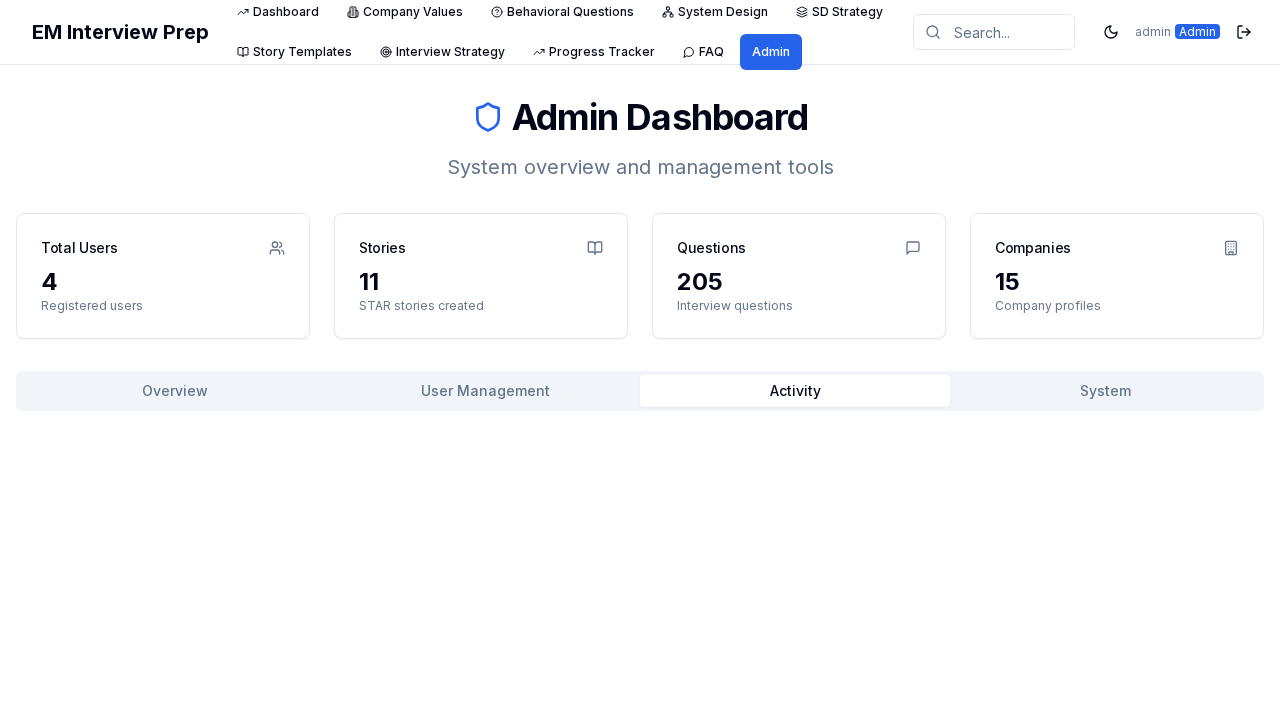 EM Interview Prep
Dashboard Company Values Behavioral Questions System Design SD Strategy
Story Templates Interview Strategy Progress Tracker FAQ Admin
Search...
admin Admin
Admin Dashboard
System overview and management tools
Total Users
4
Registered users
Stories
11
STAR stories created
Questions
205
Interview questions
Companies
15
Company profiles
Overview User Management Activity System